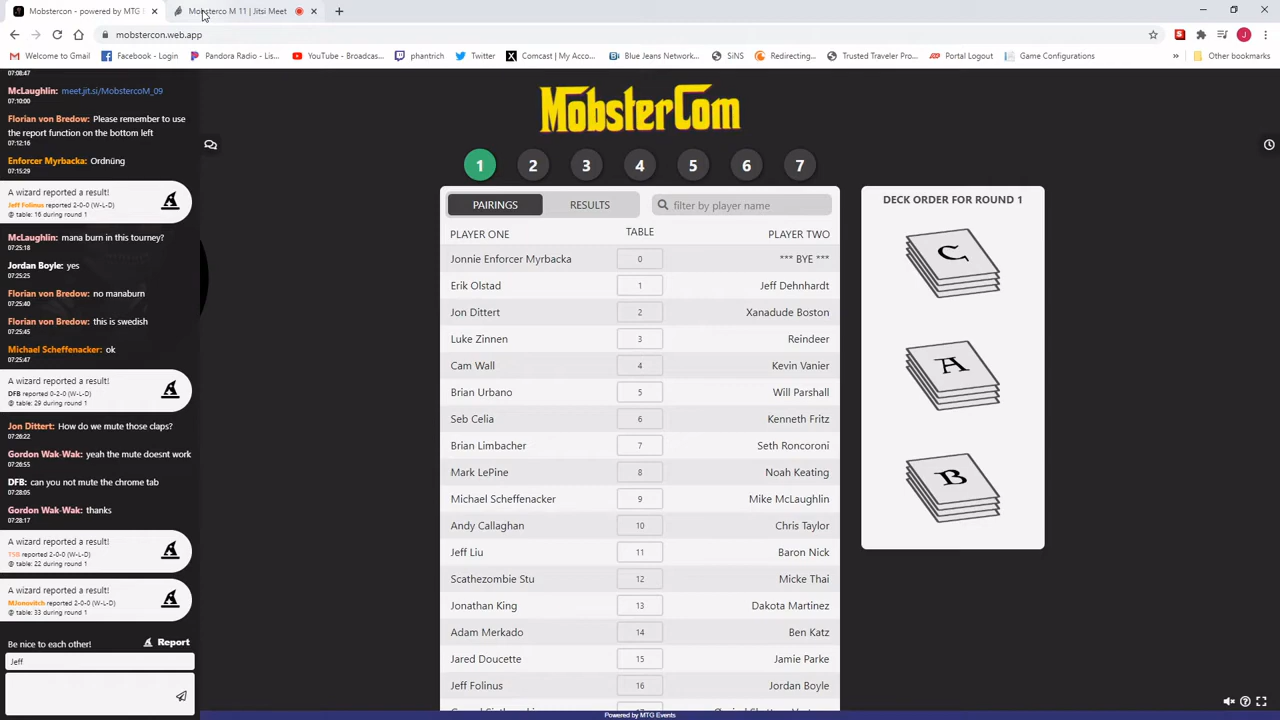 Mobstercon - powered by MTG
Mobsterco M 11 | Jitsi Meet
mobstercon.web.app
Welcome to Gmail
Facebook - Login
Pandora Radio - Lis...
YouTube - Broadcas...
phantrich
Twitter
Comcast | My Acco...
Blue Jeans Network...
SiNS
Redirecting...
Trusted Traveler Pro...
Portal Logout
Game Configurations
»
Other bookmarks
07:08:47
McLaughlin: meet.jit.si/MobstercoM_09
07:10:00
Florian von Bredow: Please remember to
use the report function on the bottom
left
07:12:16
Enforcer Myrbacka: Ordnüng
07:15:29
A wizard reported a result!
Jeff Folinus reported 2-0-0 (W-L-D)
@ table: 16 during round 1
McLaughlin: mana burn in this tourney?
07:25:18
Jordan Boyle: yes
07:25:25
Florian von Bredow: no manaburn
07:25:40
Florian von Bredow: this is swedish
07:25:45
Michael Scheffenacker: ok
07:25:47
A wizard reported a result!
DFB reported 0-2-0 (W-L-D)
@ table: 29 during round 1
Jon Dittert: How do we mute those claps?
07:26:22
Gordon Wak-Wak: yeah the mute doesnt work
07:26:55
DFB: can you not mute the chrome tab
07:28:05
Gordon Wak-Wak: thanks
07:28:17
A wizard reported a result!
TSB reported 2-0-0 (W-L-D)
@ table: 22 during round 1
A wizard reported a result!
MJonovitch reported 2-0-0 (W-L-D)
@ table: 33 during round 1
Be nice to each other!
Report
Jeff
MobsterCom
1 2 3 4 5 6 7
PAIRINGS RESULTS filter by player name
PLAYER ONE TABLE PLAYER TWO
Jonnie Enforcer Myrbacka 0 *** BYE ***
Erik Olstad 1 Jeff Dehnhardt
Jon Dittert 2 Xanadude Boston
Luke Zinnen 3 Reindeer
Cam Wall 4 Kevin Vanier
Brian Urbano 5 Will Parshall
Seb Celia 6 Kenneth Fritz
Brian Limbacher 7 Seth Roncoroni
Mark LePine 8 Noah Keating
Michael Scheffenacker 9 Mike McLaughlin
Andy Callaghan 10 Chris Taylor
Jeff Liu 11 Baron Nick
Scathezombie Stu 12 Micke Thai
Jonathan King 13 Dakota Martinez
Adam Merkado 14 Ben Katz
Jared Doucette 15 Jamie Parke
Jeff Folinus 16 Jordan Boyle
DECK ORDER FOR ROUND 1
C
A
B
Powered by MTG Events